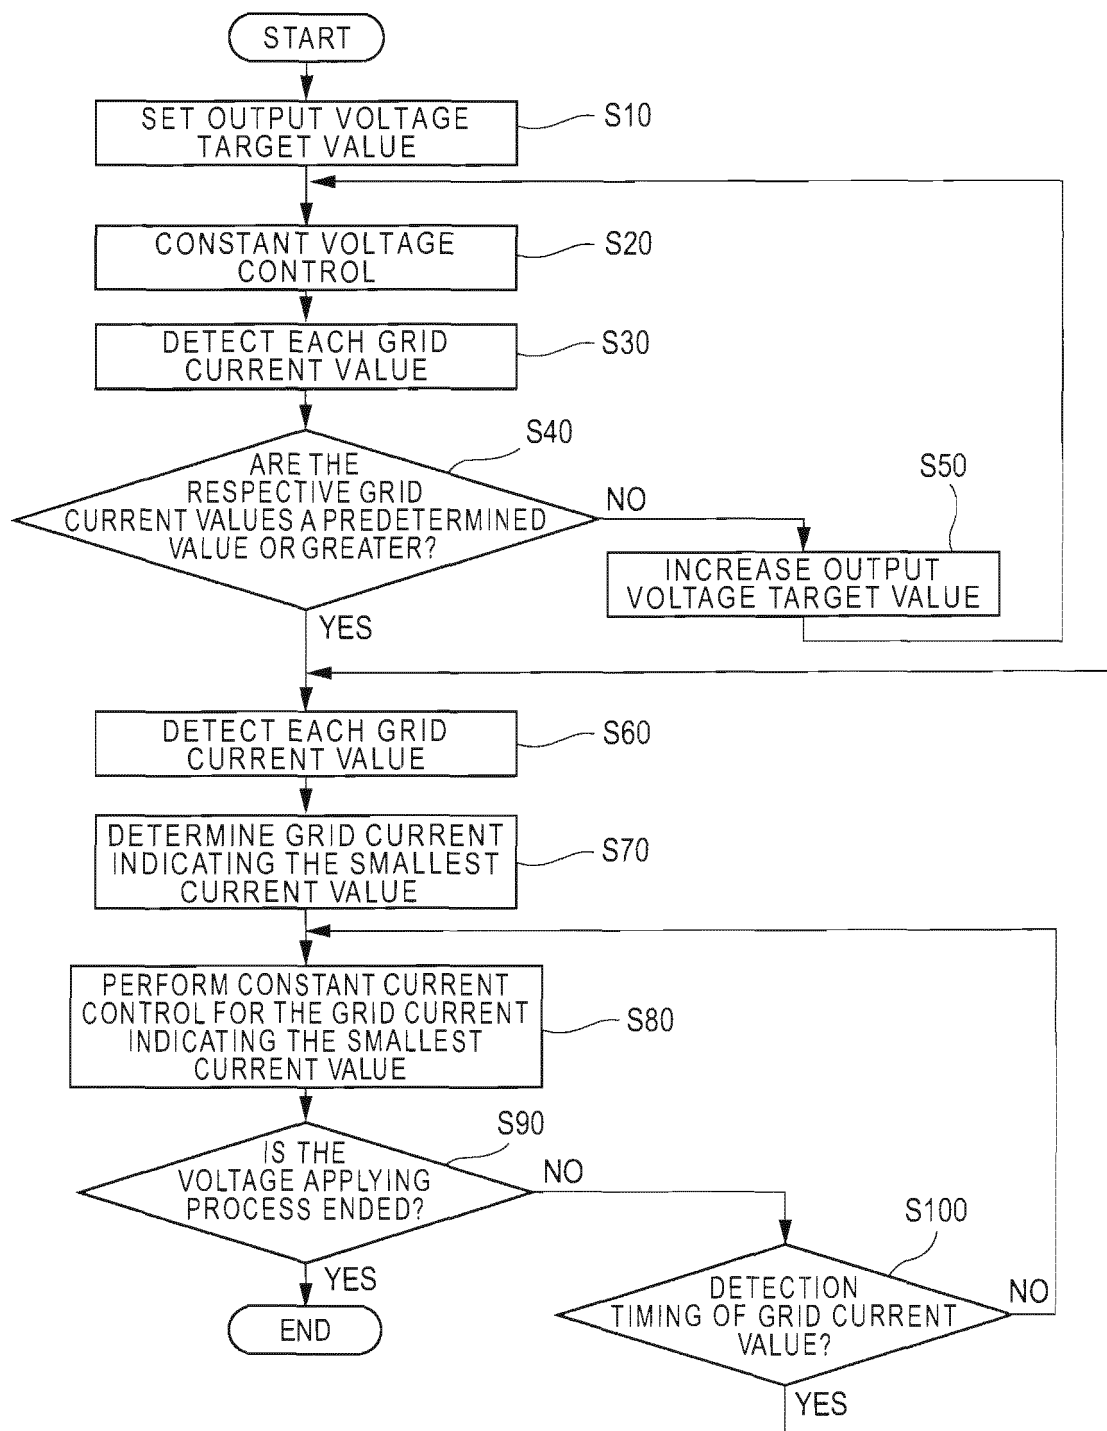 START
SET OUTPUT VOLTAGE
TARGET VALUE
S10
CONSTANT VOLTAGE
CONTROL
S20
DETECT EACH GRID
CURRENT VALUE
S30
ARE THE
RESPECTIVE GRID
CURRENT VALUES A PREDETERMINED
VALUE OR GREATER?
S40
NO
YES
S50
INCREASE OUTPUT
VOLTAGE TARGET VALUE
DETECT EACH GRID
CURRENT VALUE
S60
DETERMINE GRID CURRENT
INDICATING THE SMALLEST
CURRENT VALUE
S70
PERFORM CONSTANT CURRENT
CONTROL FOR THE GRID CURRENT
INDICATING THE SMALLEST
CURRENT VALUE
S80
IS THE
VOLTAGE APPLYING
PROCESS ENDED?
S90
NO
YES
END
S100
DETECTION
TIMING OF GRID CURRENT
VALUE?
NO
YES